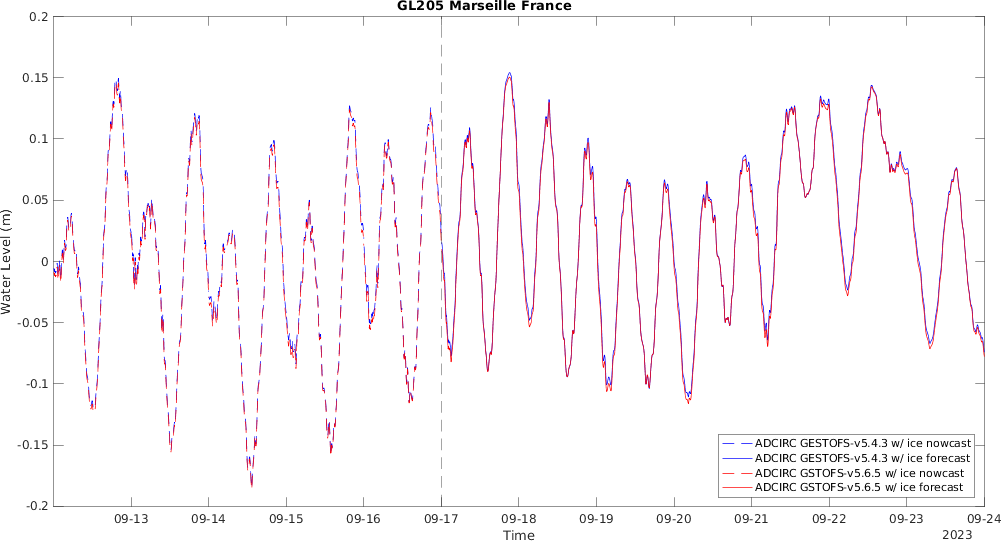 GL205 Marseille France
0.2
0.15
0.1
0.05
0
-0.05
-0.1
-0.15
-0.2
Water Level (m)
ADCIRC GESTOFS-v5.4.3 w/ ice nowcast
ADCIRC GESTOFS-v5.4.3 w/ ice forecast
ADCIRC GSTOFS-v5.6.5 w/ ice nowcast
ADCIRC GSTOFS-v5.6.5 w/ ice forecast
09-13 09-14 09-15 09-16 09-17 09-18 09-19 09-20 09-21 09-22 09-23 09-24
Time
2023